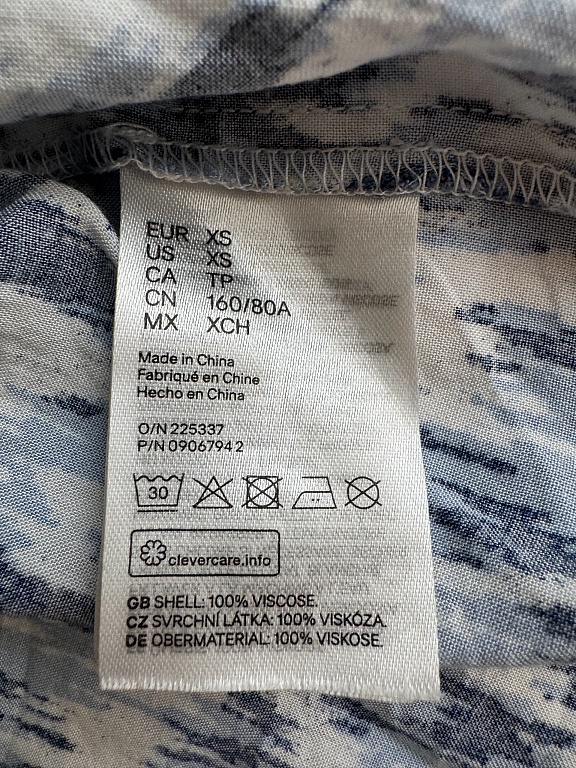 EUR XS
US XS
CA TP
CN 160/80A
MX XCH
Made in China
Fabriqué en Chine
Hecho en China
O/N 225337
P/N 0906794 2
30
clevercare.info
GB SHELL: 100% VISCOSE.
CZ SVRCHNÍ LÁTKA: 100% VISKÓZA.
DE OBERMATERIAL: 100% VISKOSE.